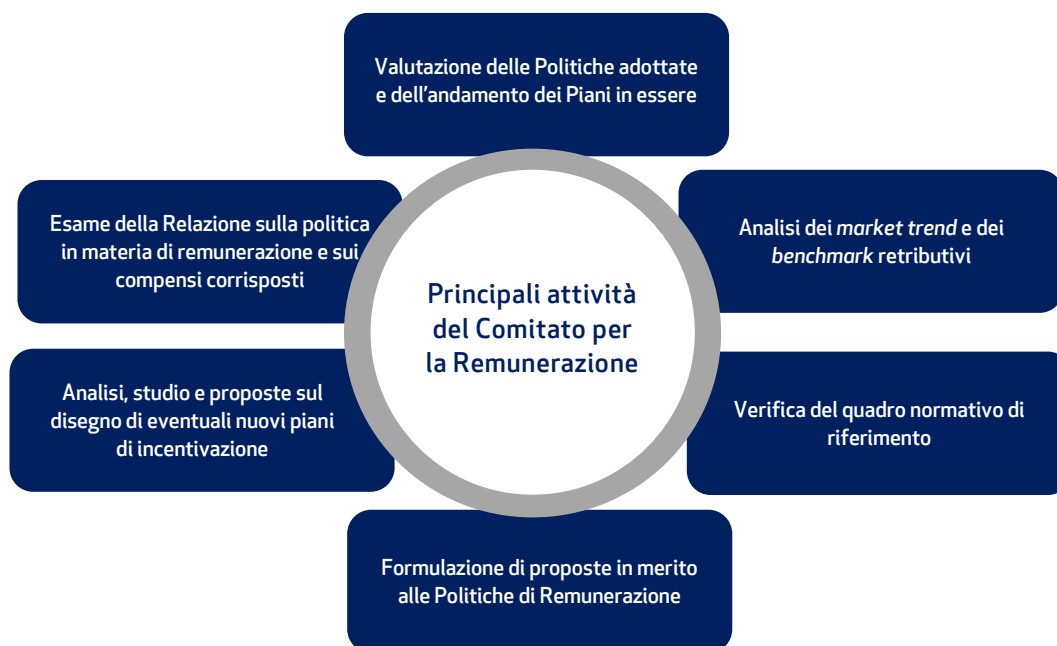 Valutazione delle Politiche adottate
e dell'andamento dei Piani in essere
Analisi dei market trend e dei
benchmark retributivi
Verifica del quadro normativo di
riferimento
Formulazione di proposte in merito
alle Politiche di Remunerazione
Analisi, studio e proposte sul
disegno di eventuali nuovi piani
di incentivazione
Esame della Relazione sulla politica
in materia di remunerazione e sui
compensi corrisposti
Principali attività
del Comitato per
la Remunerazione